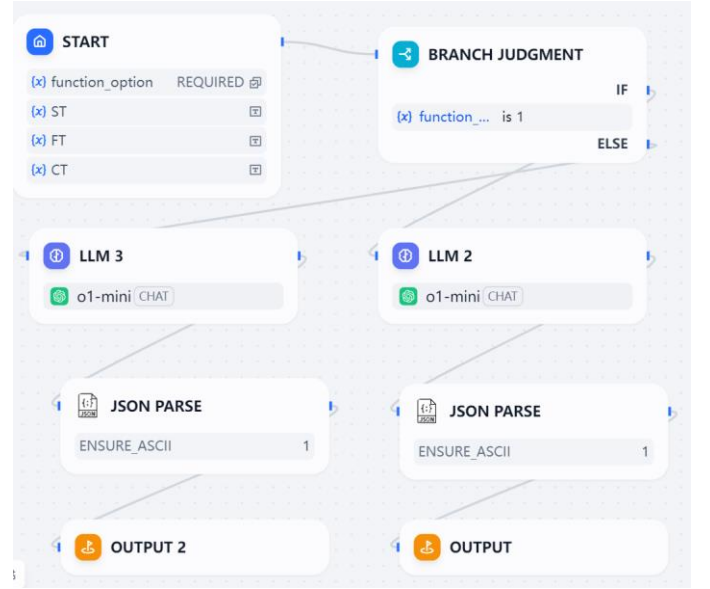 START
{x} function_option REQUIRED
{x} ST
{x} FT
{x} CT
BRANCH JUDGMENT
IF
{x} function_... is 1
ELSE
LLM 3
o1-mini CHAT
LLM 2
o1-mini CHAT
JSON PARSE
ENSURE_ASCII 1
JSON PARSE
ENSURE_ASCII 1
OUTPUT 2
OUTPUT